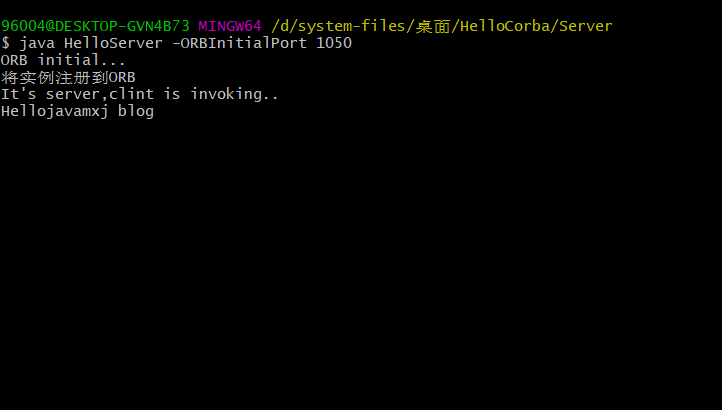 96004@DESKTOP-GVN4B73 MINGW64 /d/system-files/桌面/HelloCorba/Server
$ java HelloServer -ORBInitialPort 1050
ORB initial...
将实例注册到ORB
It's server,clint is invoking..
Hellojavamxj blog